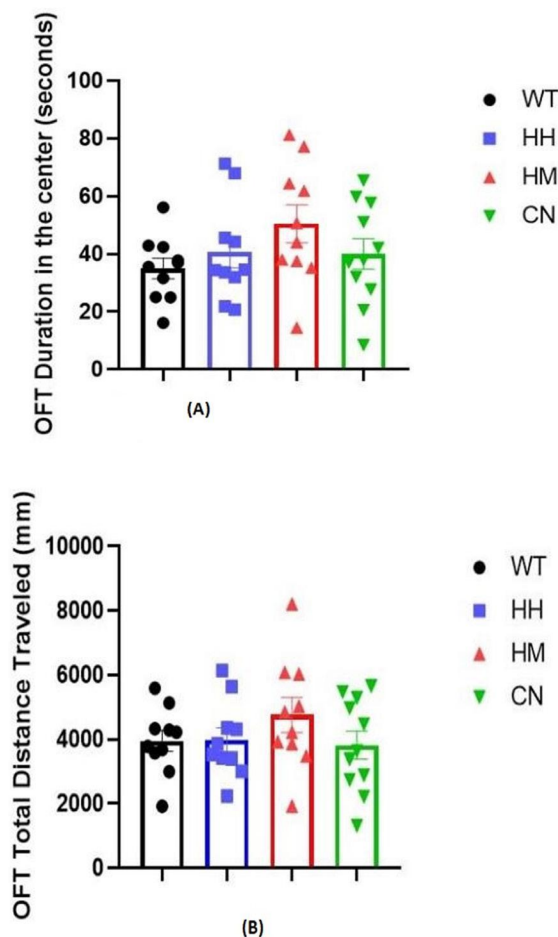 OFT Duration in the center (seconds)
100
80
60
40
20
0
WT
HH
HM
CN
(A)
OFT Total Distance Traveled (mm)
10000
8000
6000
4000
2000
0
WT
HH
HM
CN
(B)